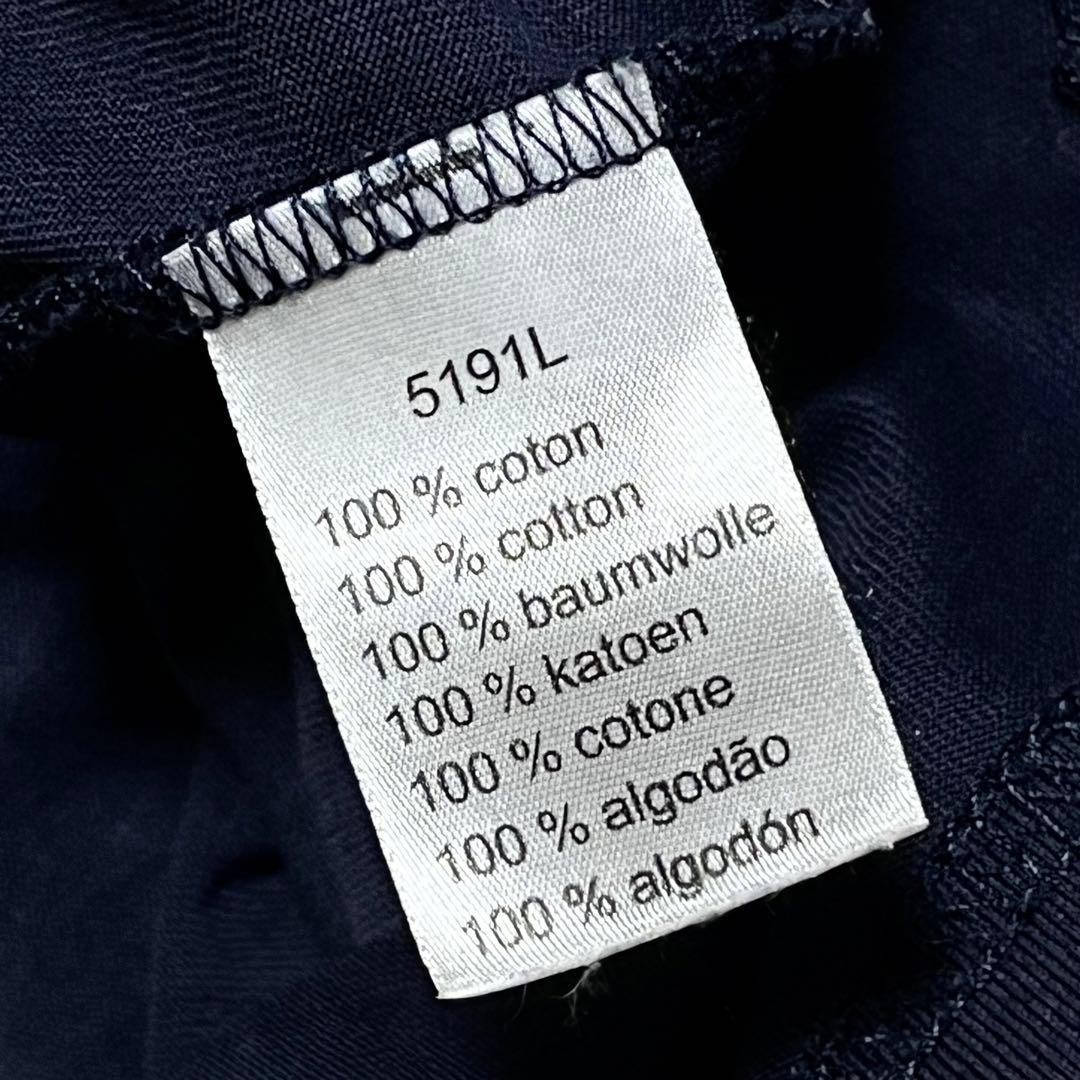 5191L
100 % coton
100 % cotton
100 % baumwolle
100 % katoen
100 % cotone
100 % algodão
100 % algodón